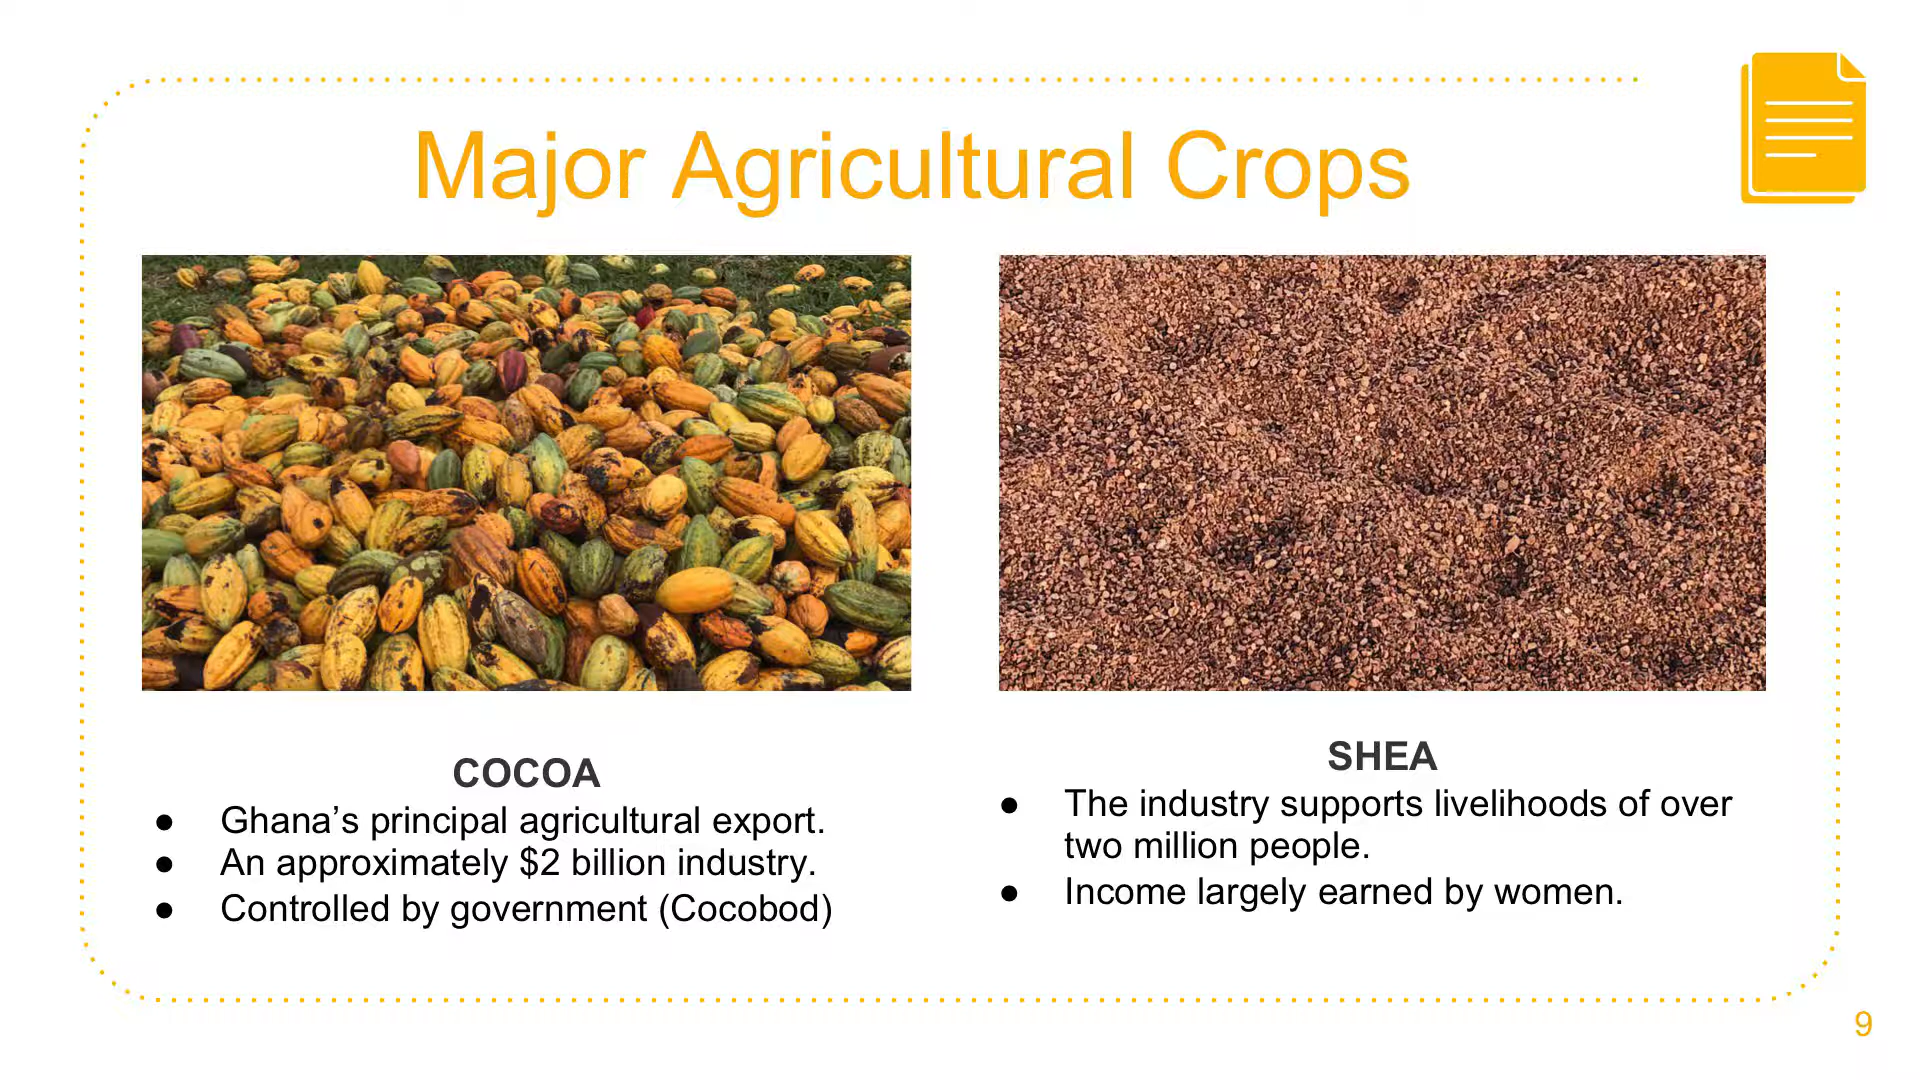 Major Agricultural Crops
COCOA
● Ghana’s principal agricultural export.
● An approximately $2 billion industry.
● Controlled by government (Cocobod)
SHEA
● The industry supports livelihoods of over
two million people.
● Income largely earned by women.
9